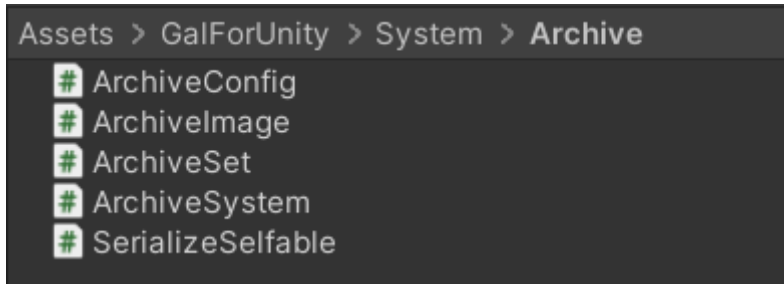 Assets > GalForUnity > System > Archive
# ArchiveConfig
# ArchiveImage
# ArchiveSet
# ArchiveSystem
# SerializeSelfable